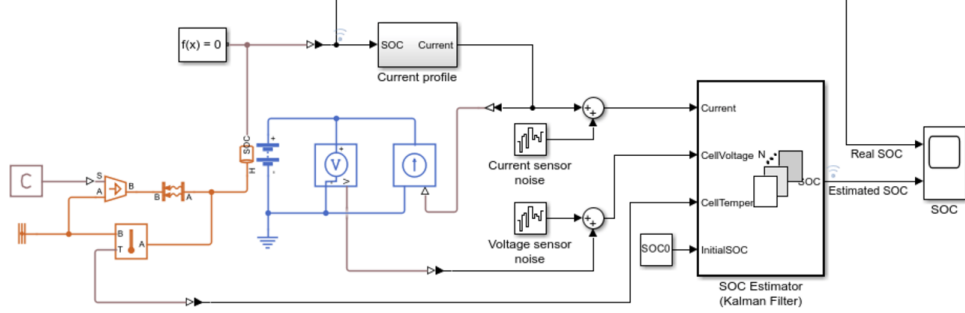 f(x) = 0
SOC Current
Current profile
SOC
H
+
-
V
+
V
C
S
A
B
B
A
B
T
A
Current sensor
noise
Voltage sensor
noise
SOC0
Current
CellVoltage
CellTemper
InitialSOC
N
SOC
SOC Estimator
(Kalman Filter)
Real SOC
Estimated SOC
SOC